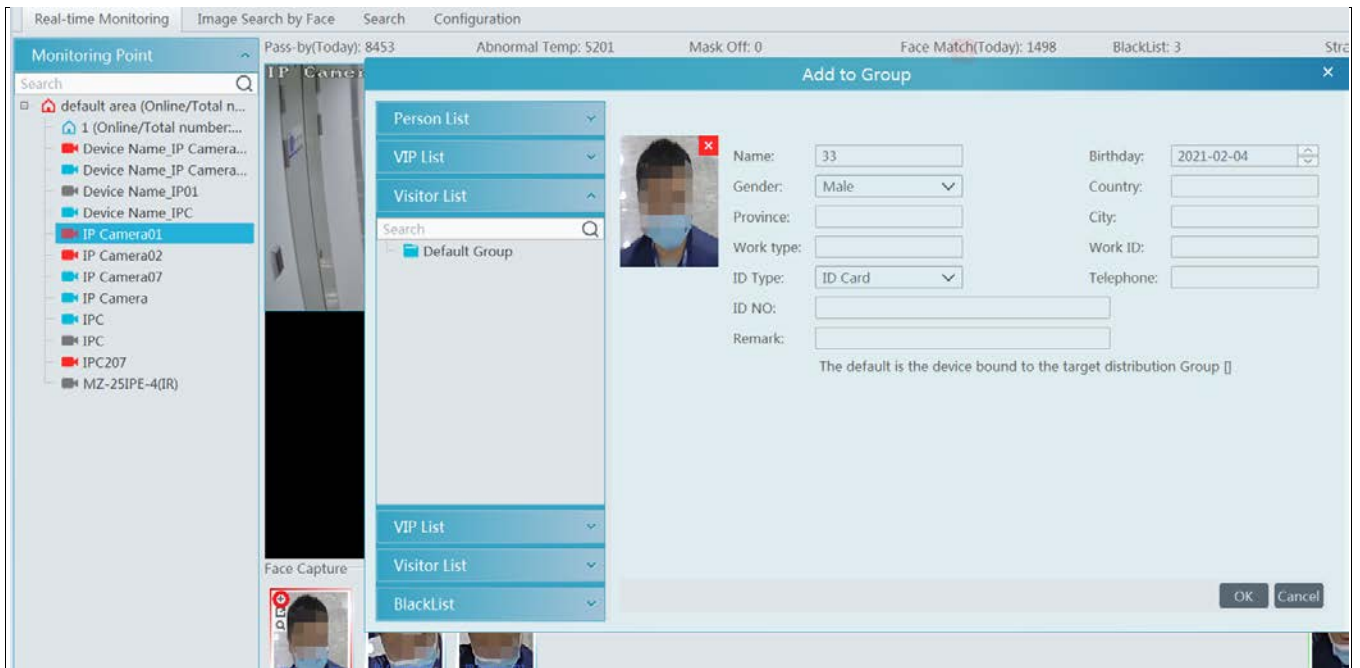 Real-time Monitoring Image Search by Face Search Configuration
Monitoring Point
Pass-by(Today): 8453 Abnormal Temp: 5201 Mask Off: 0 Face Match(Today): 1498 BlackList: 3
Search
default area (Online/Total n...
1 (Online/Total number:...
Device Name_IP Camera...
Device Name_IP Camera...
Device Name_IP01
Device Name_IPC
IP Camera01
IP Camera02
IP Camera07
IP Camera
IPC
IPC
IPC207
MZ-25IPE-4(IR)
Add to Group
Person List
VIP List
Visitor List
Search
Default Group
VIP List
Visitor List
BlackList
Name: 33 Birthday: 2021-02-04
Gender: Male Country:
Province: City:
Work type: Work ID:
ID Type: ID Card Telephone:
ID NO:
Remark:
The default is the device bound to the target distribution Group []
OK Cancel
Face Capture